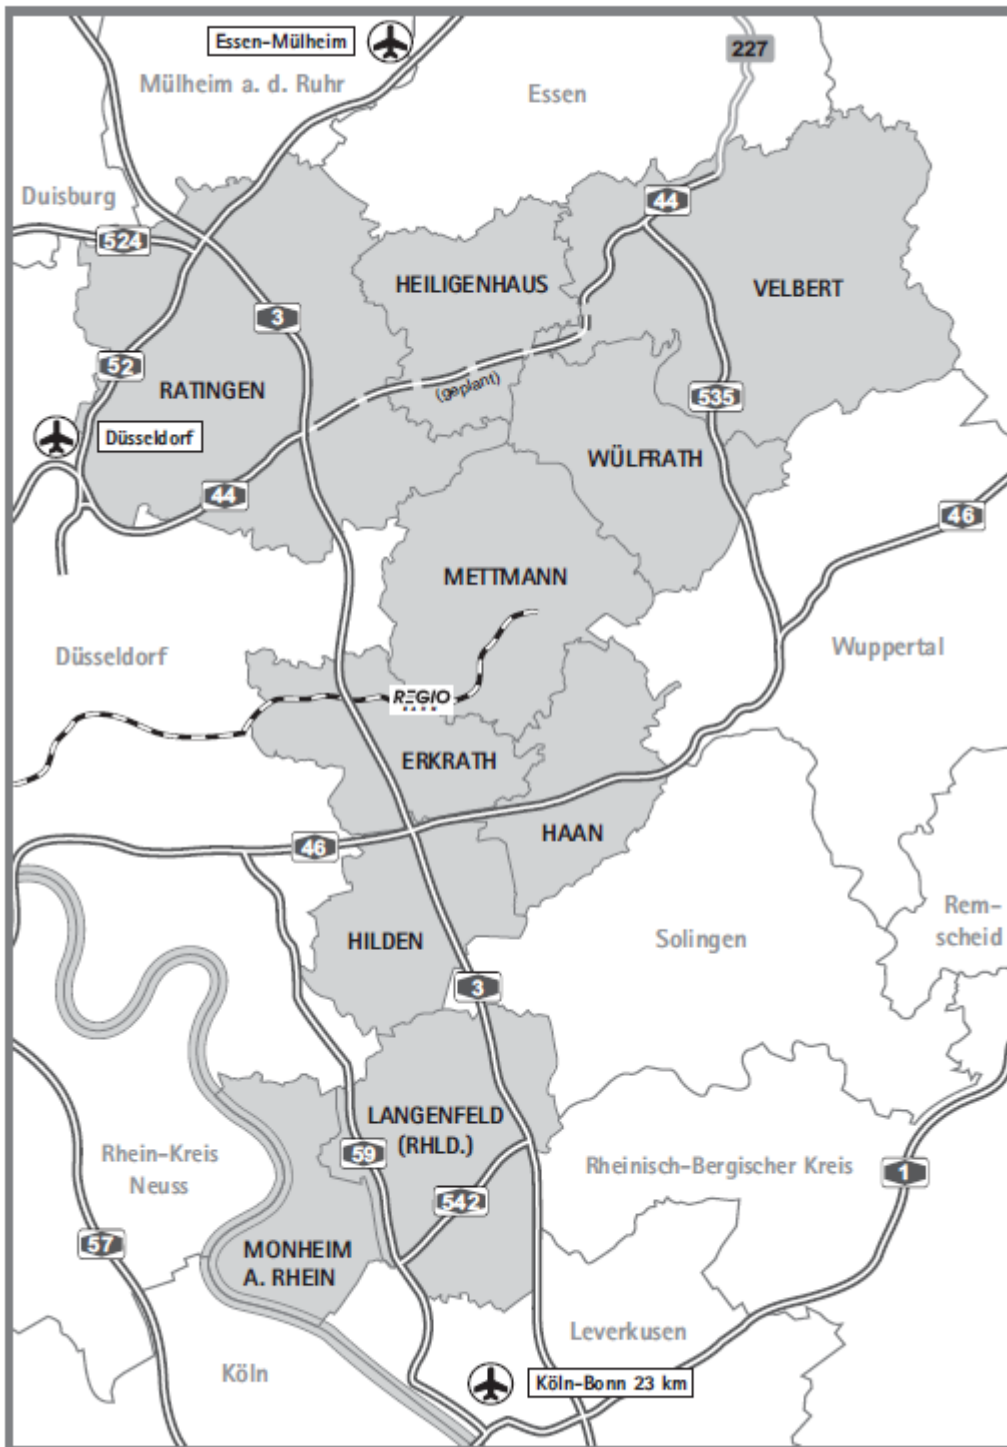 Essen-Mülheim
227
Mülheim a. d. Ruhr
Essen
Duisburg
44
524
HEILIGENHAUS
VELBERT
3
52
RATINGEN
(geplant)
535
Düsseldorf
WÜLFRATH
44
46
METTMANN
Düsseldorf
Wuppertal
REGIO
BAHN
ERKRATH
HAAN
46
HILDEN
Solingen
Rem-
scheid
3
LANGENFELD
(RHLD.)
59
Rhein-Kreis
Neuss
Rheinisch-Bergischer Kreis
1
542
57
MONHEIM
A. RHEIN
Leverkusen
Köln
Köln-Bonn 23 km